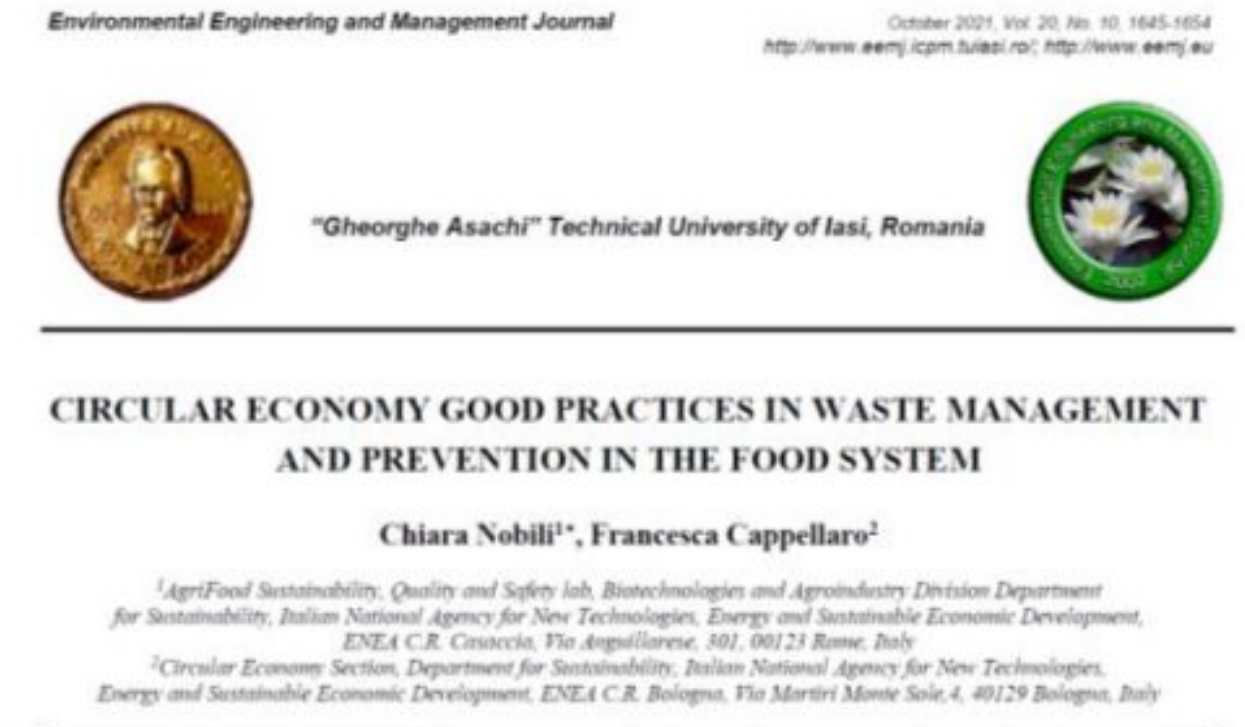 Environmental Engineering and Management Journal
October 2021, Vol. 20, No. 10, 1645-1654
http://www.eemj.icpm.tuiasi.ro/; http://www.eemj.eu
"Gheorghe Asachi" Technical University of Iasi, Romania
2002
CIRCULAR ECONOMY GOOD PRACTICES IN WASTE MANAGEMENT
AND PREVENTION IN THE FOOD SYSTEM
Chiara Nobili¹*, Francesca Cappellaro²
¹AgriFood Sustainability, Quality and Safety lab, Biotechnologies and Agroindustry Division Department
for Sustainability, Italian National Agency for New Technologies, Energy and Sustainable Economic Development,
ENEA C.R. Casaccia, Via Anguillarese, 301, 00123 Rome, Italy
²Circular Economy Section, Department for Sustainability, Italian National Agency for New Technologies,
Energy and Sustainable Economic Development, ENEA C.R. Bologna, Via Martiri Monte Sole,4, 40129 Bologna, Italy